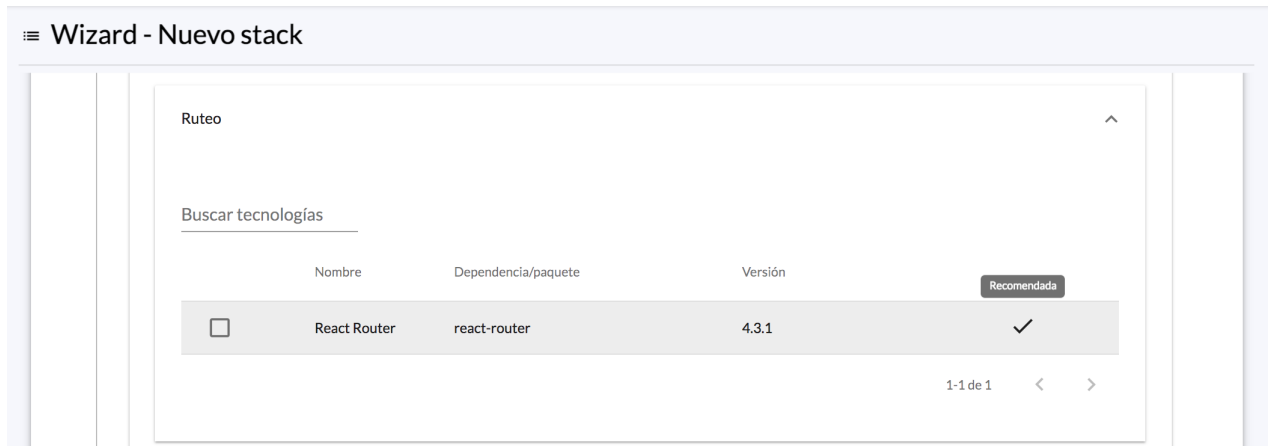 Wizard - Nuevo stack
Ruteo
Buscar tecnologías
Nombre Dependencia/paquete Versión
Recomendada
React Router react-router 4.3.1
1-1 de 1